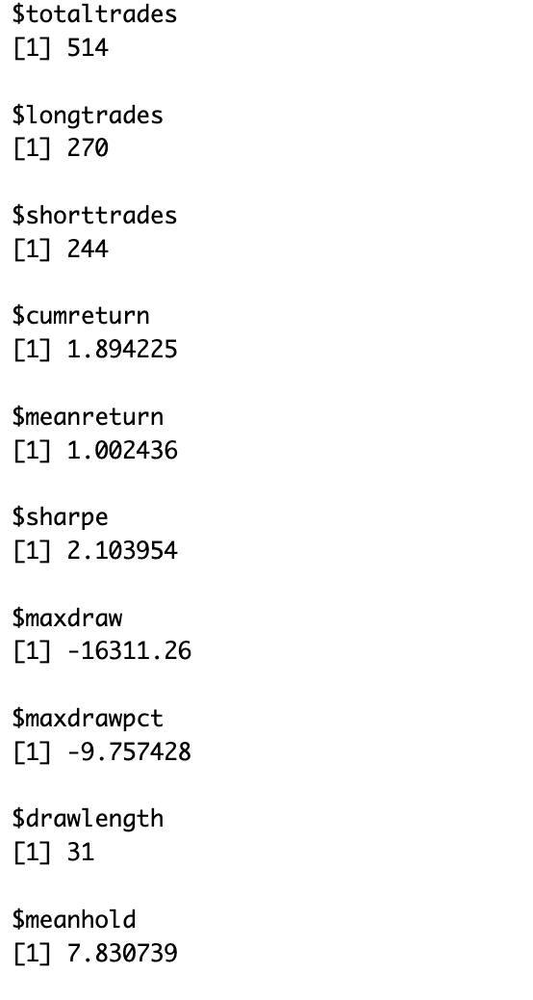 $totaltrades
[1] 514
$longtrades
[1] 270
$shorttrades
[1] 244
$cumreturn
[1] 1.894225
$meanreturn
[1] 1.002436
$sharpe
[1] 2.103954
$maxdraw
[1] -16311.26
$maxdrawpct
[1] -9.757428
$drawlength
[1] 31
$meanhold
[1] 7.830739